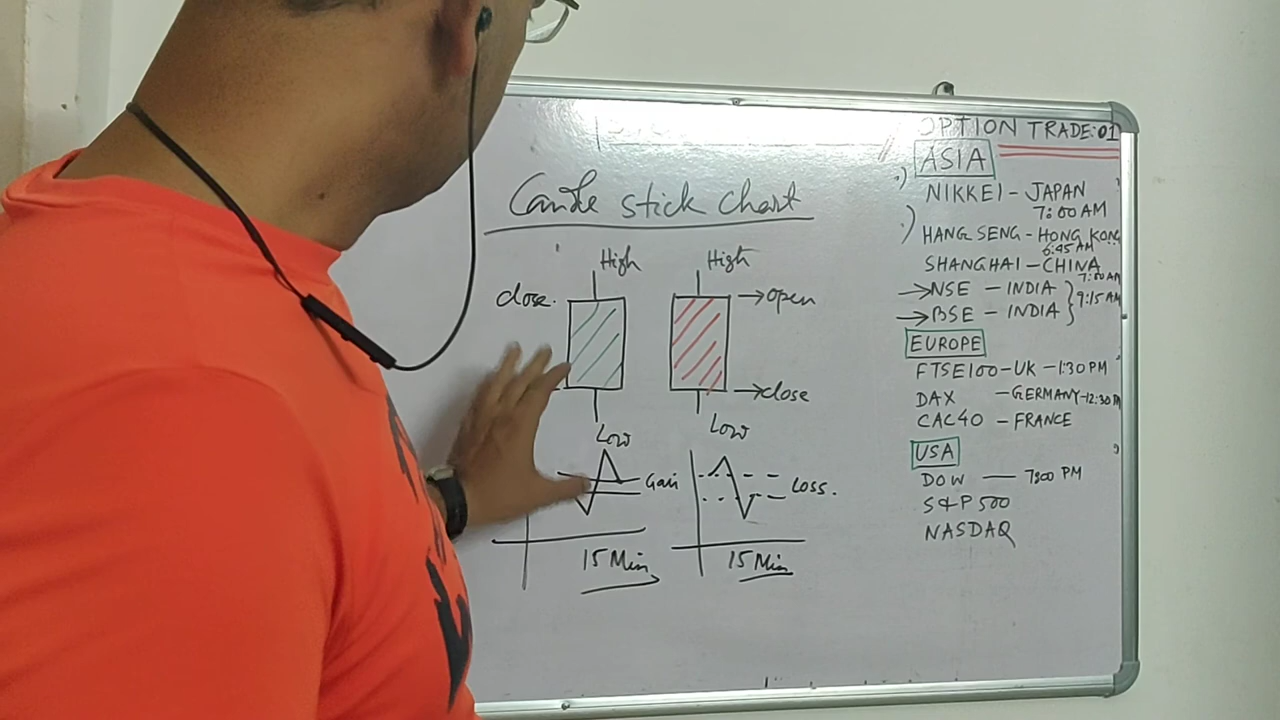 OPTION TRADE:01
ASIA
NIKKEI - JAPAN
7:00 AM
HANG SENG - HONG KONG
6:45 AM
SHANGHAI - CHINA
7:00 AM
→ NSE - INDIA
→ BSE - INDIA
9:15 AM
EUROPE
FTSE100 - UK - 1:30 PM
DAX - GERMANY - 12:30 PM
CAC40 - FRANCE
USA
DOW — 7:00 PM
S&P 500
NASDAQ
Candle stick chart
High
close.
Low
High
→ open
→ close
Low
Gain
15 Min
Loss.
15 Min